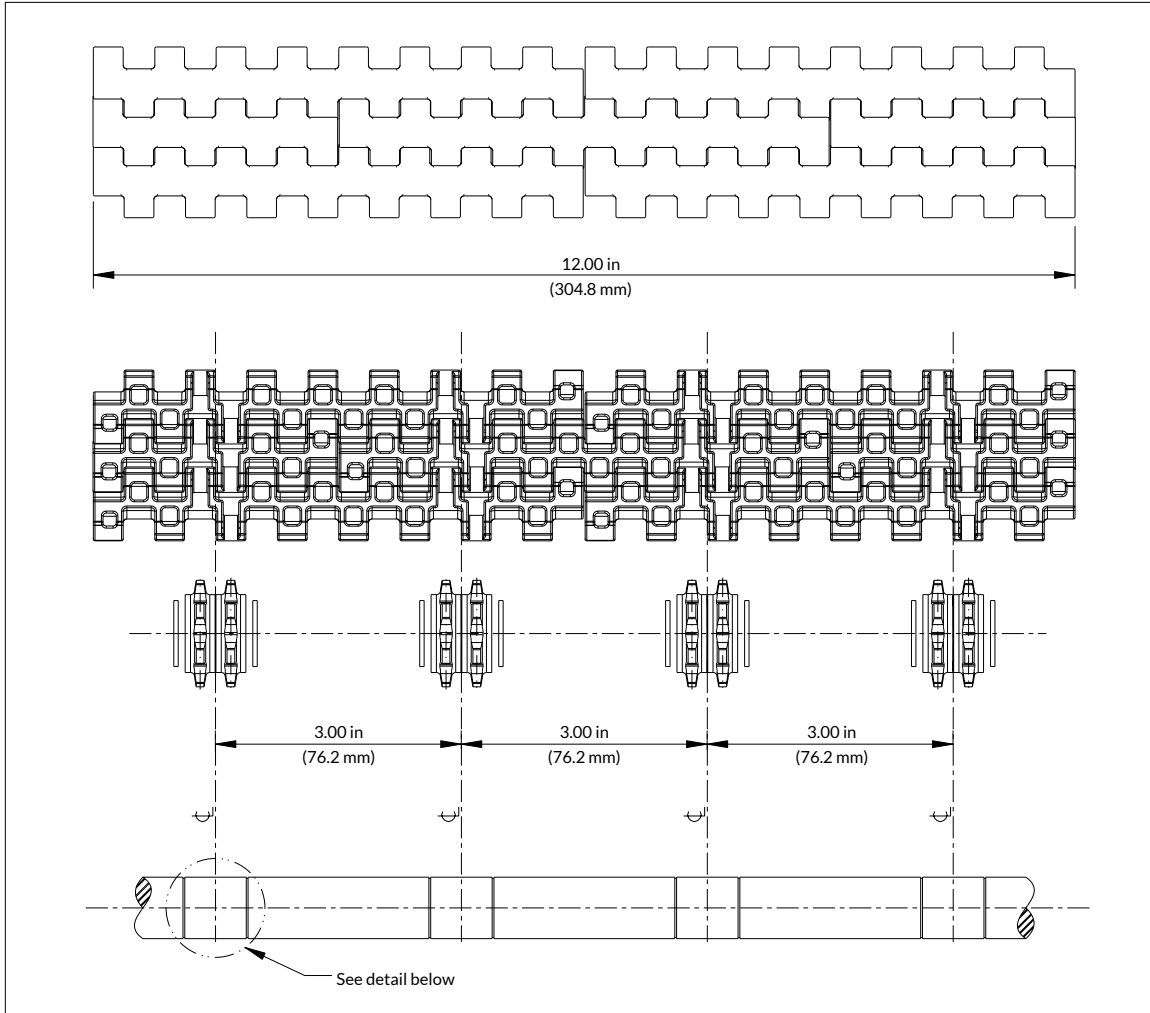 12.00 in
(304.8 mm)
3.00 in
(76.2 mm)
3.00 in
(76.2 mm)
3.00 in
(76.2 mm)
℄
℄
℄
℄
See detail below